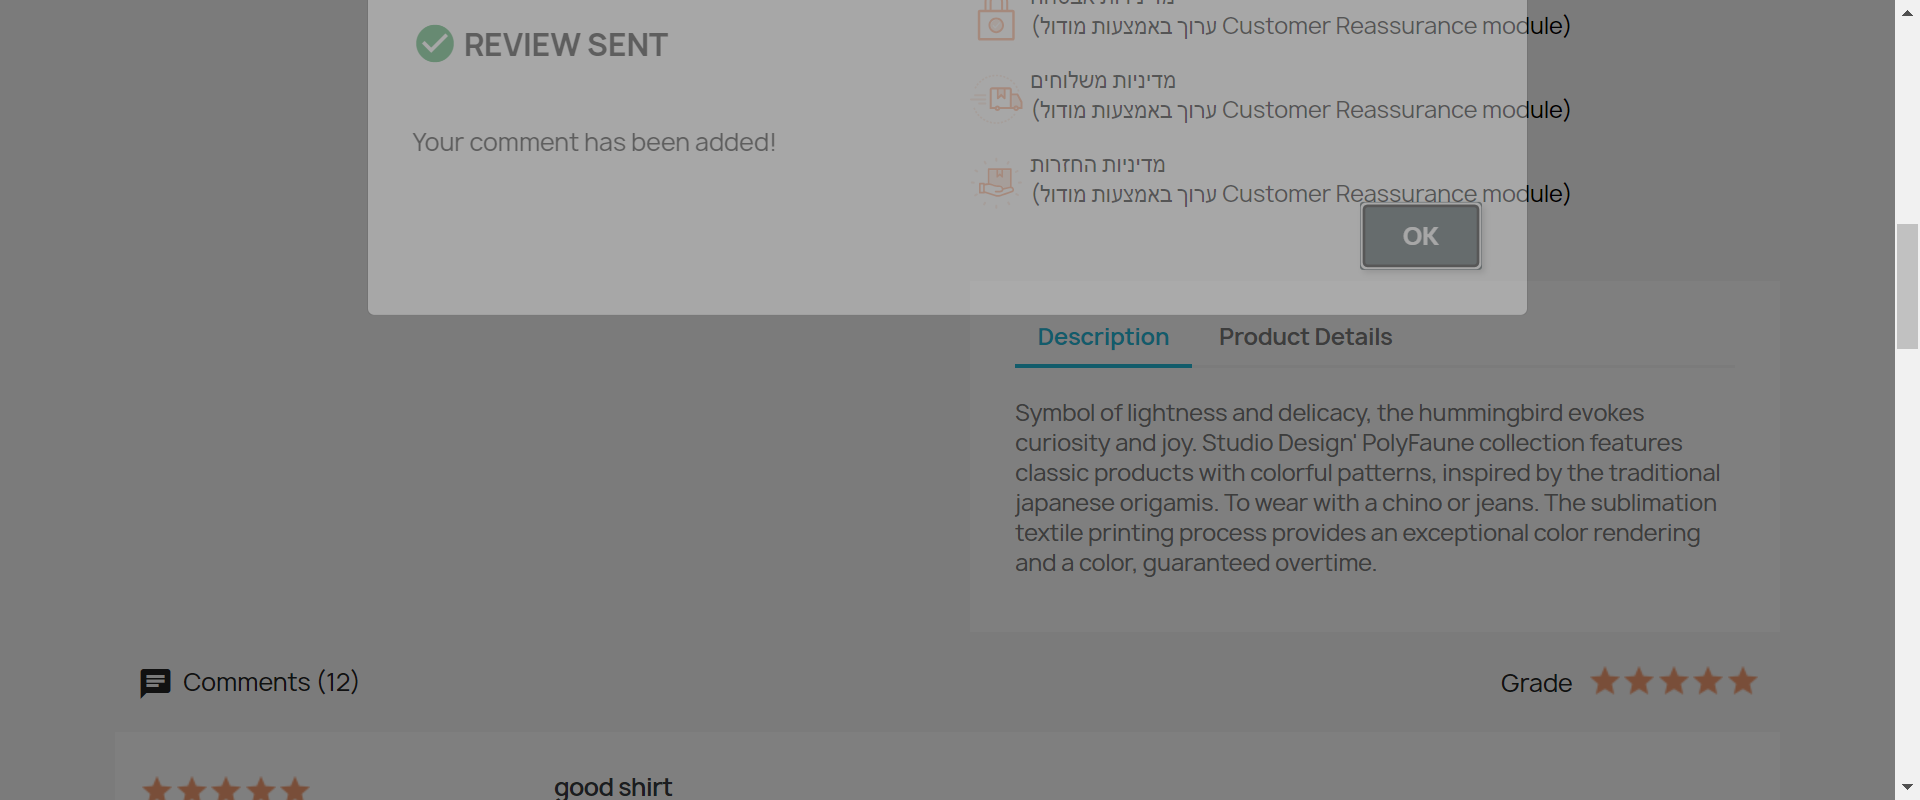 REVIEW SENT
Your comment has been added!
OK
(ערוך באמצעות מודול Customer Reassurance module)
מדיניות משלוחים
(ערוך באמצעות מודול Customer Reassurance module)
מדיניות החזרות
(ערוך באמצעות מודול Customer Reassurance module)
Description
Product Details
Symbol of lightness and delicacy, the hummingbird evokes
curiosity and joy. Studio Design' PolyFaune collection features
classic products with colorful patterns, inspired by the traditional
japanese origamis. To wear with a chino or jeans. The sublimation
textile printing process provides an exceptional color rendering
and a color, guaranteed overtime.
Comments (12)
Grade
good shirt